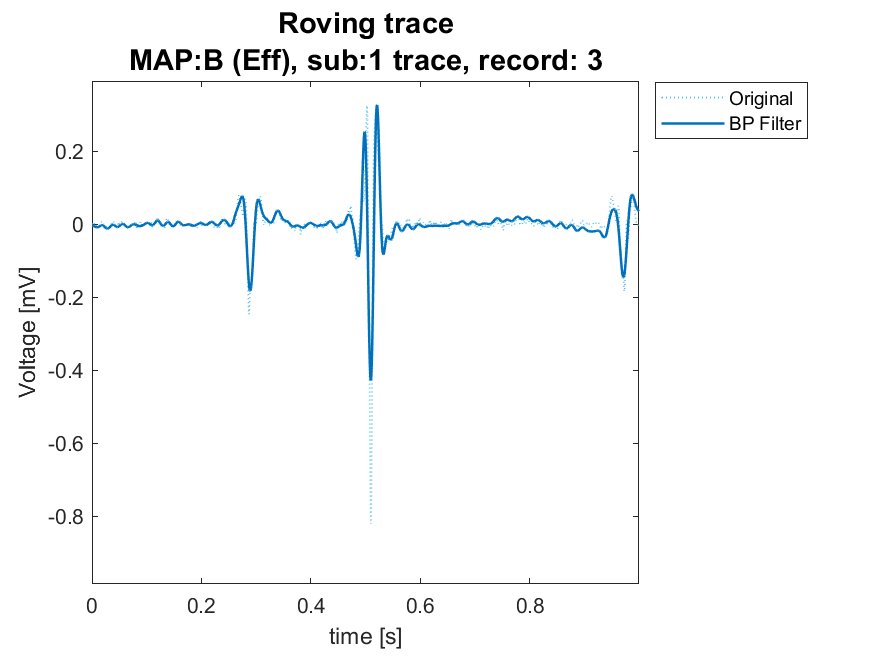 Roving trace
MAP:B (Eff), sub:1 trace, record: 3
Original
BP Filter
0.2
0
-0.2
-0.4
-0.6
-0.8
Voltage [mV]
0 0.2 0.4 0.6 0.8
time [s]